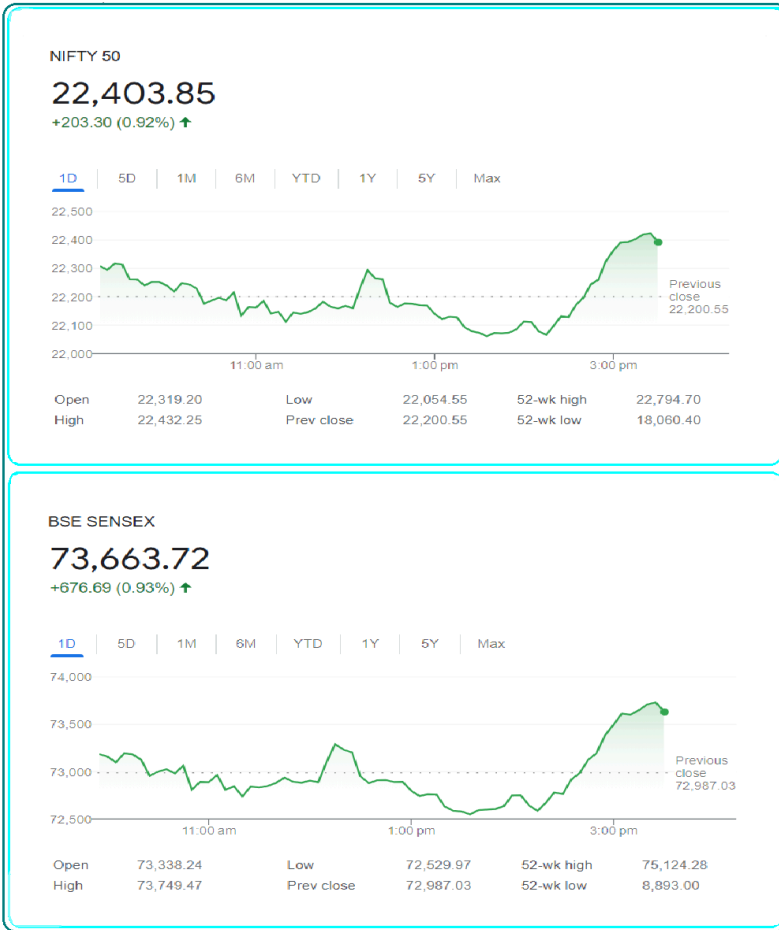 NIFTY 50
22,403.85
+203.30 (0.92%) ↑
1D 5D 1M 6M YTD 1Y 5Y Max
22,500
22,400
22,300
22,200
22,100
22,000
Previous
close
22,200.55
11:00 am 1:00 pm 3:00 pm
Open 22,319.20 Low 22,054.55 52-wk high 22,794.70
High 22,432.25 Prev close 22,200.55 52-wk low 18,060.40
BSE SENSEX
73,663.72
+676.69 (0.93%) ↑
1D 5D 1M 6M YTD 1Y 5Y Max
74,000
73,500
73,000
72,500
Previous
close
72,987.03
11:00 am 1:00 pm 3:00 pm
Open 73,338.24 Low 72,529.97 52-wk high 75,124.28
High 73,749.47 Prev close 72,987.03 52-wk low 8,893.00